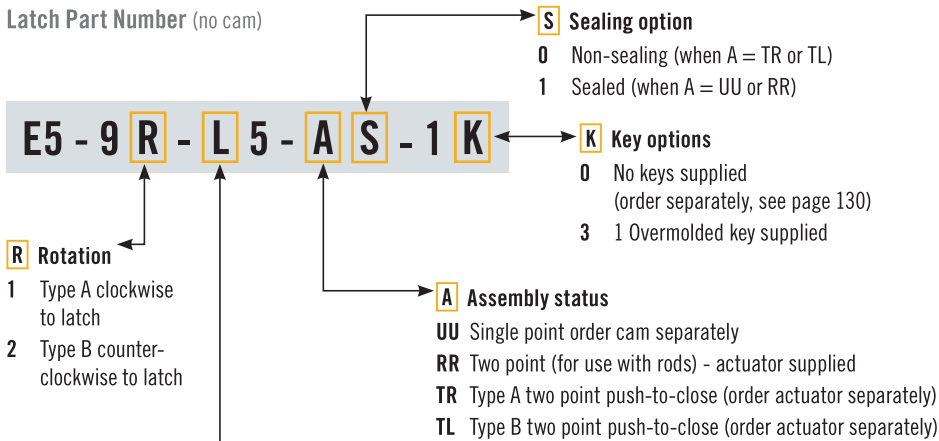 Latch Part Number (no cam)
S Sealing option
0 Non-sealing (when A = TR or TL)
1 Sealed (when A = UU or RR)
E5 - 9 R - L 5 - A S - 1 K
K Key options
0 No keys supplied
(order separately, see page 130)
3 1 Overmolded key supplied
R Rotation
1 Type A clockwise
to latch
2 Type B counter-
clockwise to latch
A Assembly status
UU Single point order cam separately
RR Two point (for use with rods) - actuator supplied
TR Type A two point push-to-close (order actuator separately)
TL Type B two point push-to-close (order actuator separately)